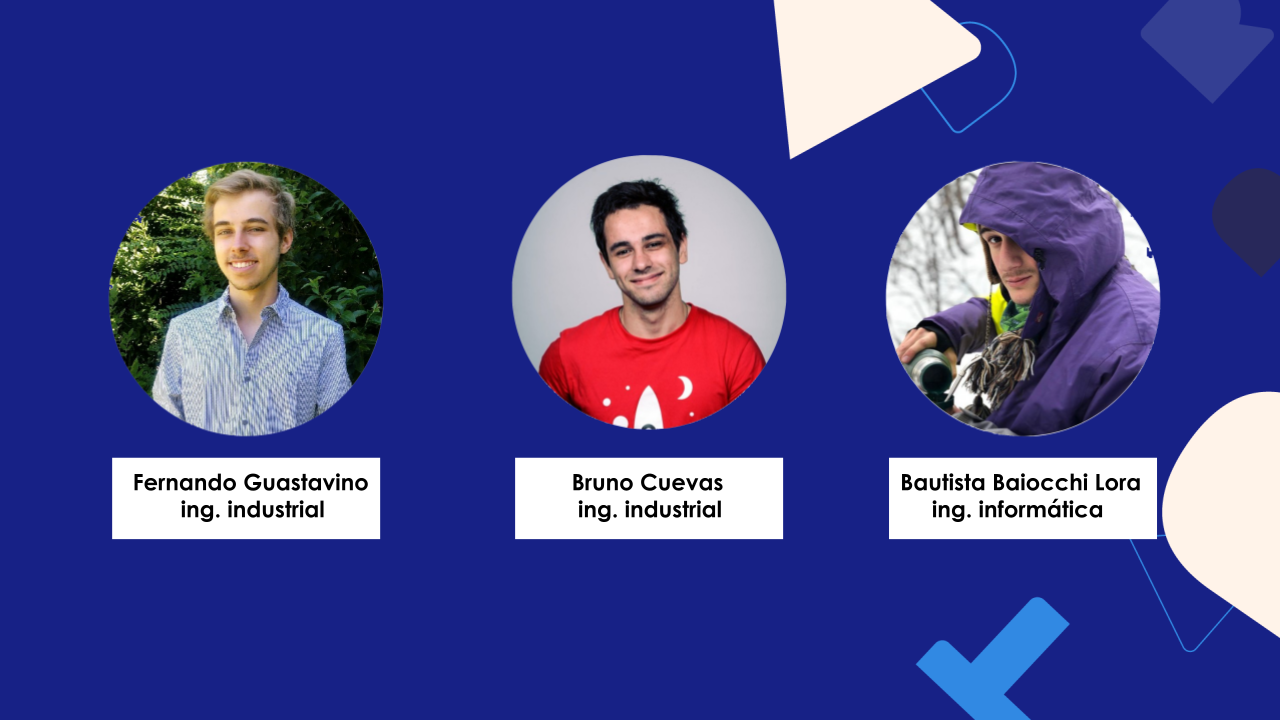 Fernando Guastavino
ing. industrial
Bruno Cuevas
ing. industrial
Bautista Baiocchi Lora
ing. informática